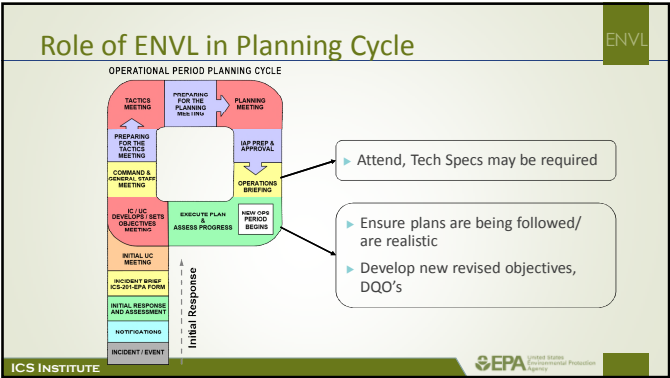 Role of ENVL in Planning Cycle
ENVL
OPERATIONAL PERIOD PLANNING CYCLE
TACTICS
MEETING
PREPARING
FOR THE
PLANNING
MEETING
PLANNING
MEETING
PREPARING
FOR THE
TACTICS
MEETING
IAP PREP &
APPROVAL
COMMAND &
GENERAL STAFF
MEETING
OPERATIONS
BRIEFING
IC / UC
DEVELOPS / SETS
OBJECTIVES
MEETING
EXECUTE PLAN
&
ASSESS PROGRESS
NEW OPS
PERIOD
BEGINS
INITIAL UC
MEETING
INCIDENT BRIEF
ICS-201-EPA FORM
INITIAL RESPONSE
AND ASSESSMENT
NOTIFICATIONS
INCIDENT / EVENT
Initial Response
Attend, Tech Specs may be required
Ensure plans are being followed/
are realistic
Develop new revised objectives,
DQO's
ICS INSTITUTE
EPA
United States
Environmental Protection
Agency